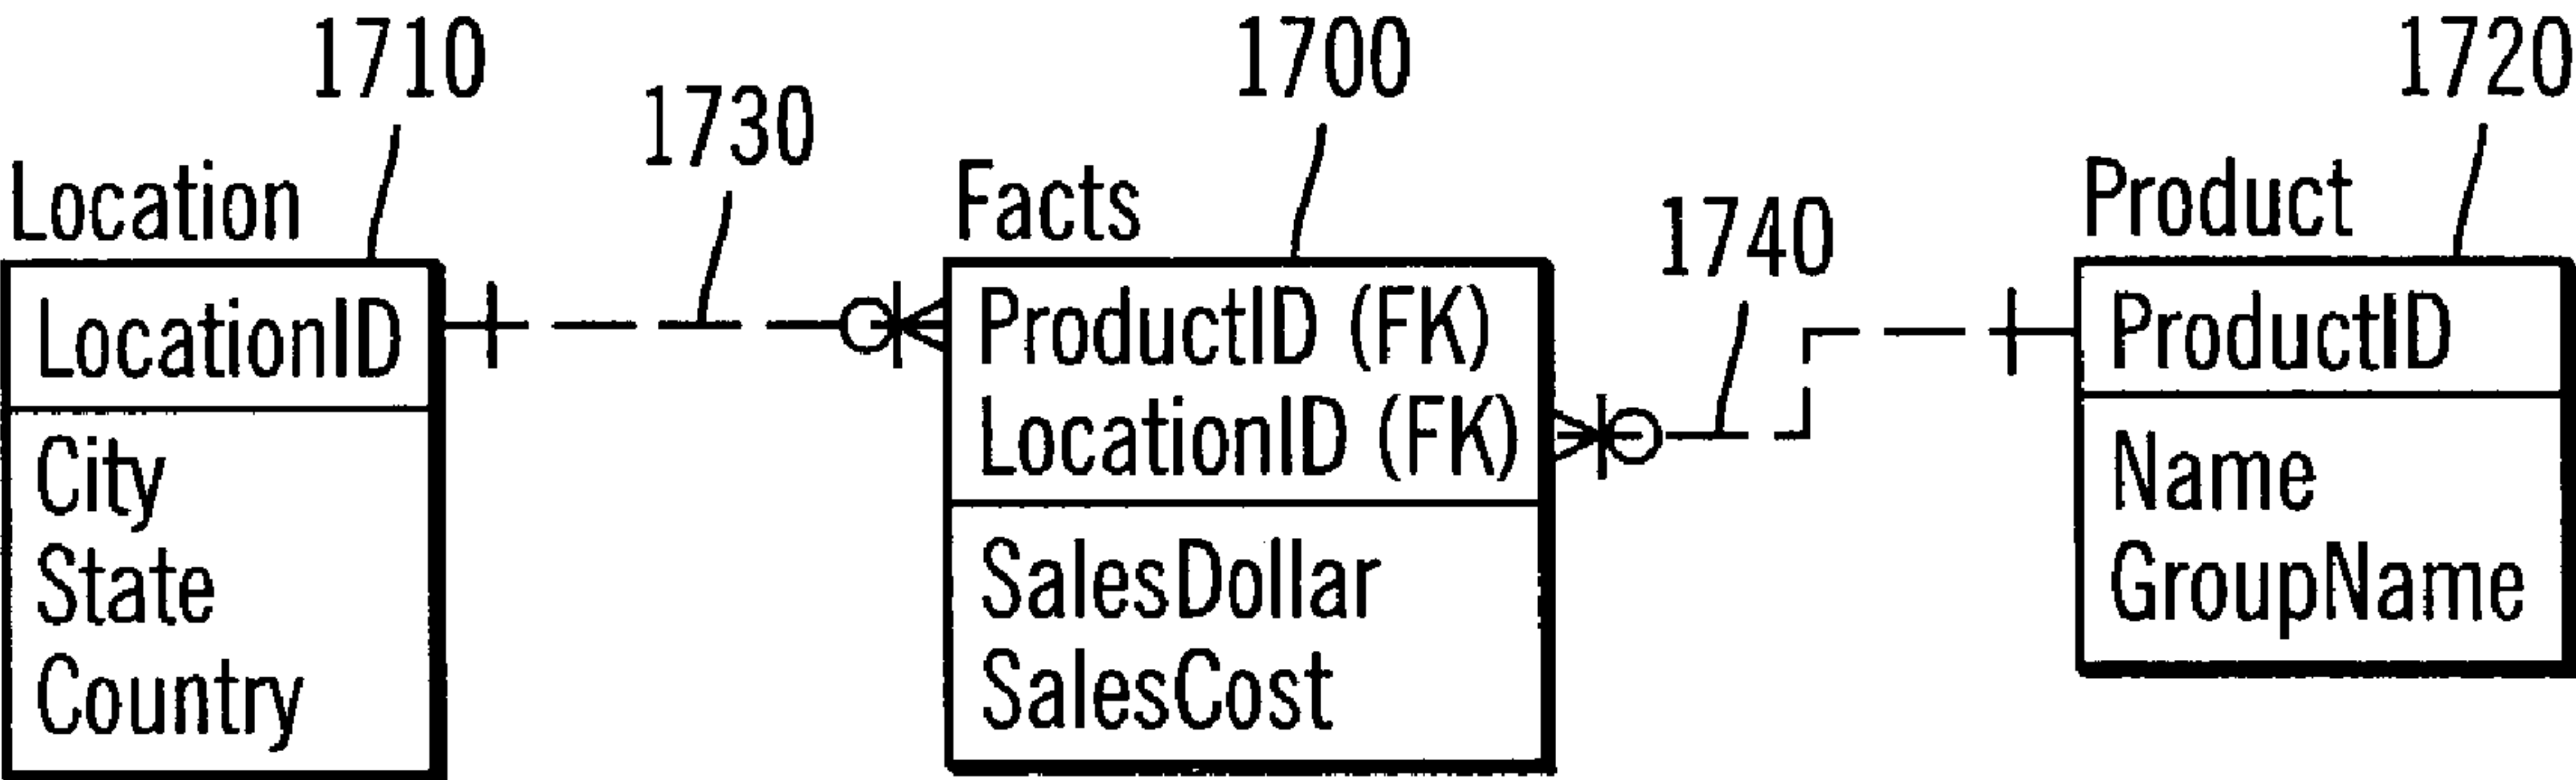 1710
1730
1700
1740
1720
Location
LocationID
City
State
Country
Facts
ProductID (FK)
LocationID (FK)
SalesDollar
SalesCost
Product
ProductID
Name
GroupName